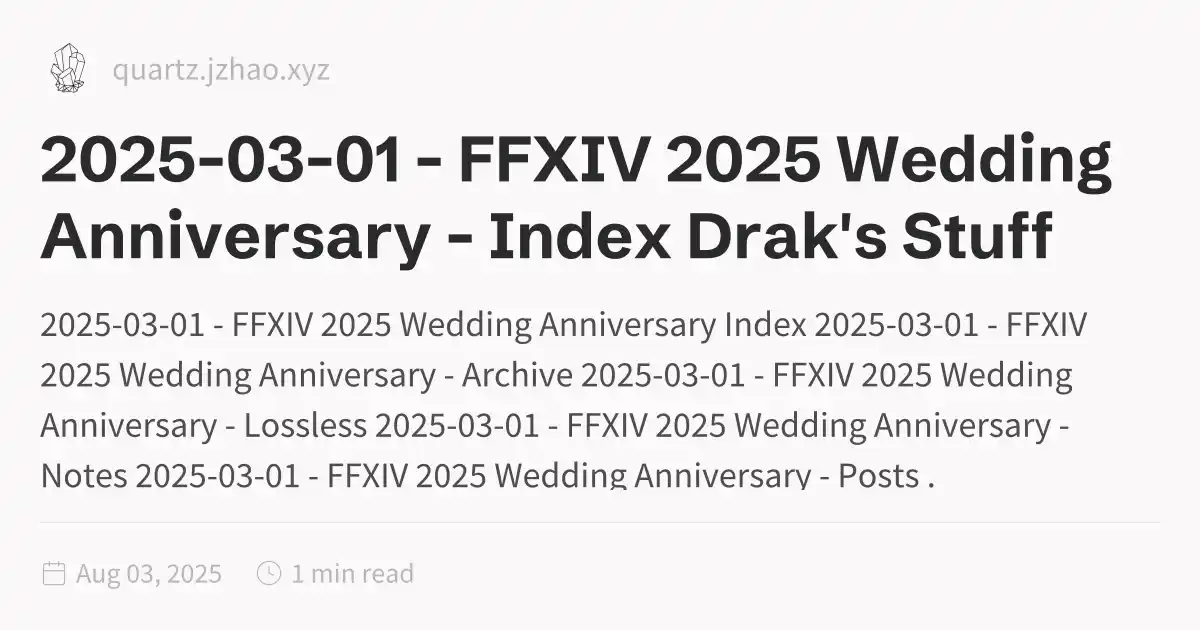 quartz.jzhao.xyz
2025-03-01 - FFXIV 2025 Wedding
Anniversary - Index Drak's Stuff
2025-03-01 - FFXIV 2025 Wedding Anniversary Index 2025-03-01 - FFXIV
2025 Wedding Anniversary - Archive 2025-03-01 - FFXIV 2025 Wedding
Anniversary - Lossless 2025-03-01 - FFXIV 2025 Wedding Anniversary -
Notes 2025-03-01 - FFXIV 2025 Wedding Anniversary - Posts .
Aug 03, 2025 1 min read